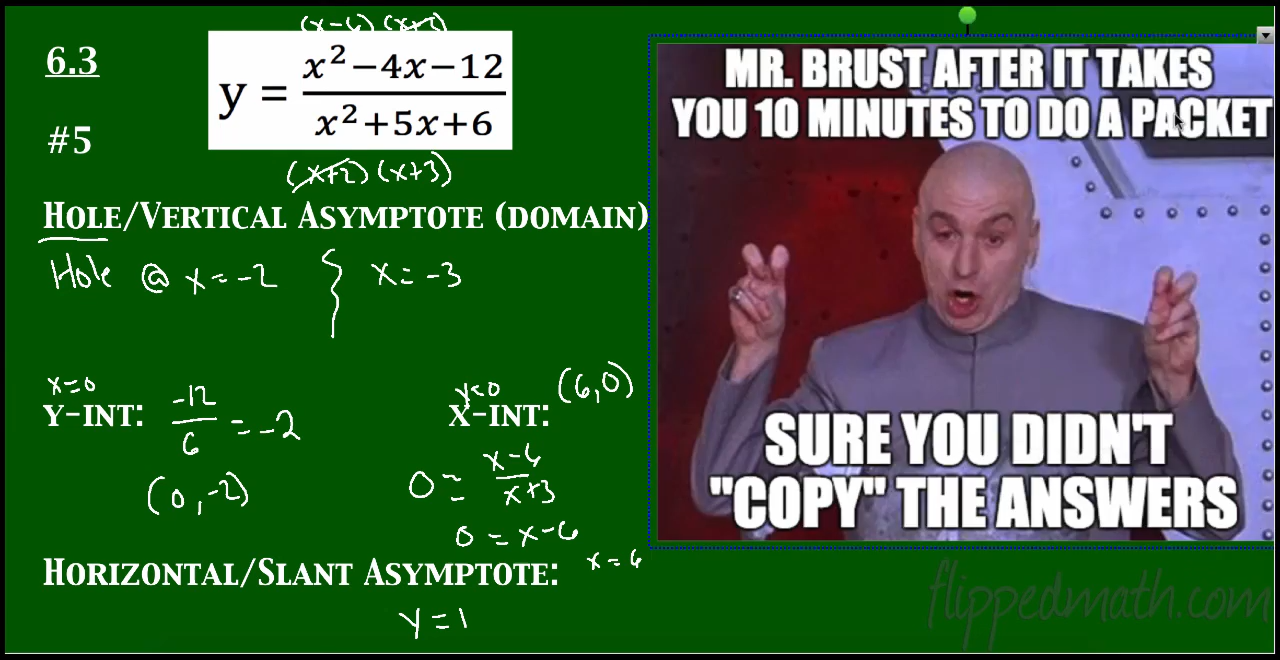 6.3
#5
(x-6) (x+2)
y = \frac{x^2-4x-12}{x^2+5x+6}
(x+2) (x+3)
HOLE/VERTICAL ASYMPTOTE (DOMAIN)
Hole @ x = -2 x = -3
x=0
Y-INT: -12/6 = -2
(0, -2)
y=0 (6,0)
X-INT:
0 = x-6/x+3
0 = x-6
x = 6
HORIZONTAL/SLANT ASYMPTOTE:
y = 1
MR. BRUST AFTER IT TAKES
YOU 10 MINUTES TO DO A PACKET
SURE YOU DIDN'T
"COPY" THE ANSWERS
flippedmath.com